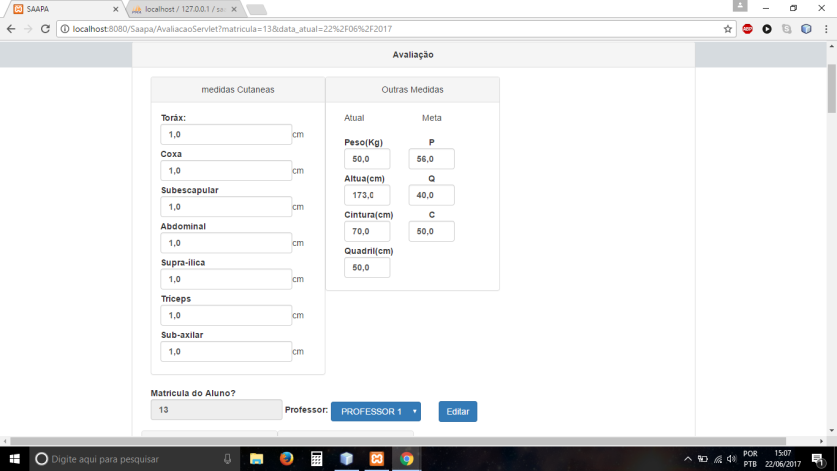 SAAPA
localhost / 127.0.0.1 / sa
localhost:8080/Saapa/AvaliacaoServlet?matricula=13&data_atual=22%2F06%2F2017
Avaliação
medidas Cutaneas
Outras Medidas
Toráx:
1,0 cm
Coxa
1,0 cm
Subescapular
1,0 cm
Abdominal
1,0 cm
Supra-ilica
1,0 cm
Triceps
1,0 cm
Sub-axilar
1,0 cm
Atual Meta
Peso(Kg) P
50,0 56,0
Altua(cm) Q
173,0 40,0
Cintura(cm) C
70,0 50,0
Quadril(cm)
50,0
Matricula do Aluno?
13 Professor: PROFESSOR 1 Editar
Digite aqui para pesquisar
POR 15:07
PTB 22/06/2017